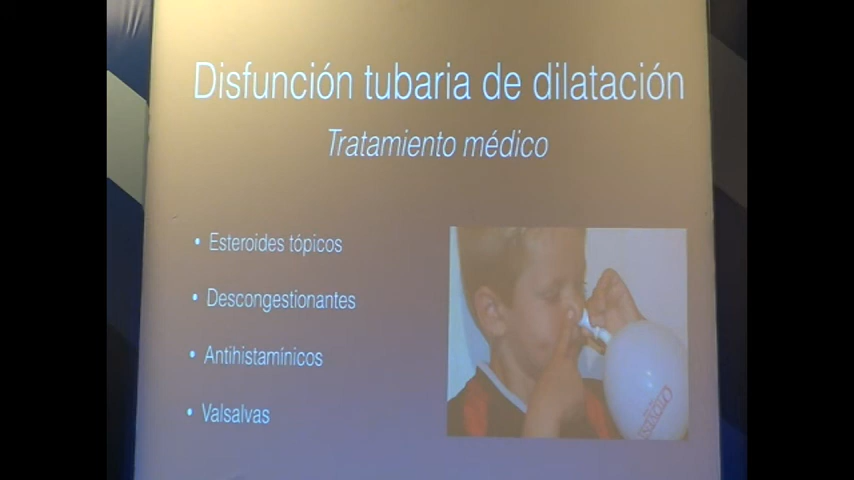 Disfunción tubaria de dilatación
Tratamiento médico
• Esteroides tópicos
• Descongestionantes
• Antihistamínicos
• Valsalvas